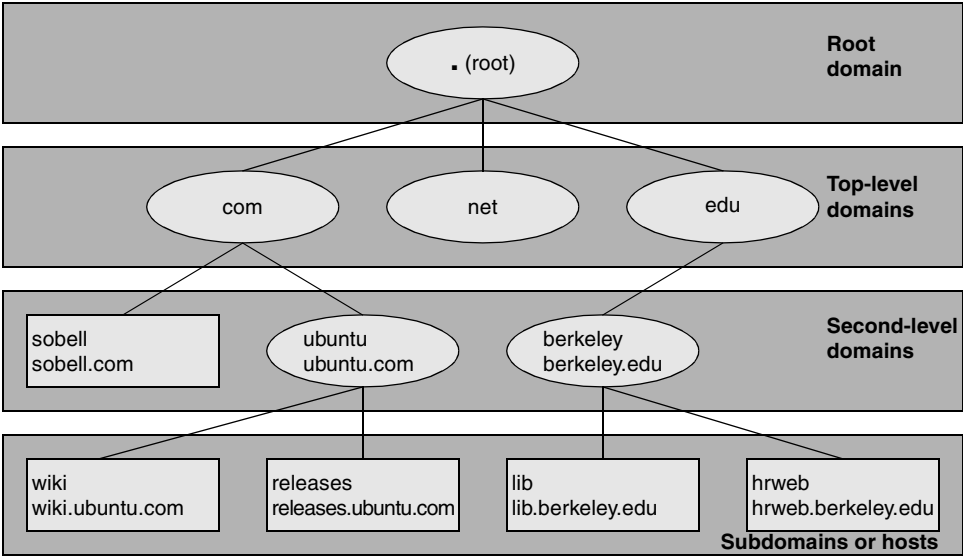 . (root)
Root
domain
com
net
edu
Top-level
domains
sobell
sobell.com
ubuntu
ubuntu.com
berkeley
berkeley.edu
Second-level
domains
wiki
wiki.ubuntu.com
releases
releases.ubuntu.com
lib
lib.berkeley.edu
hrweb
hrweb.berkeley.edu
Subdomains or hosts